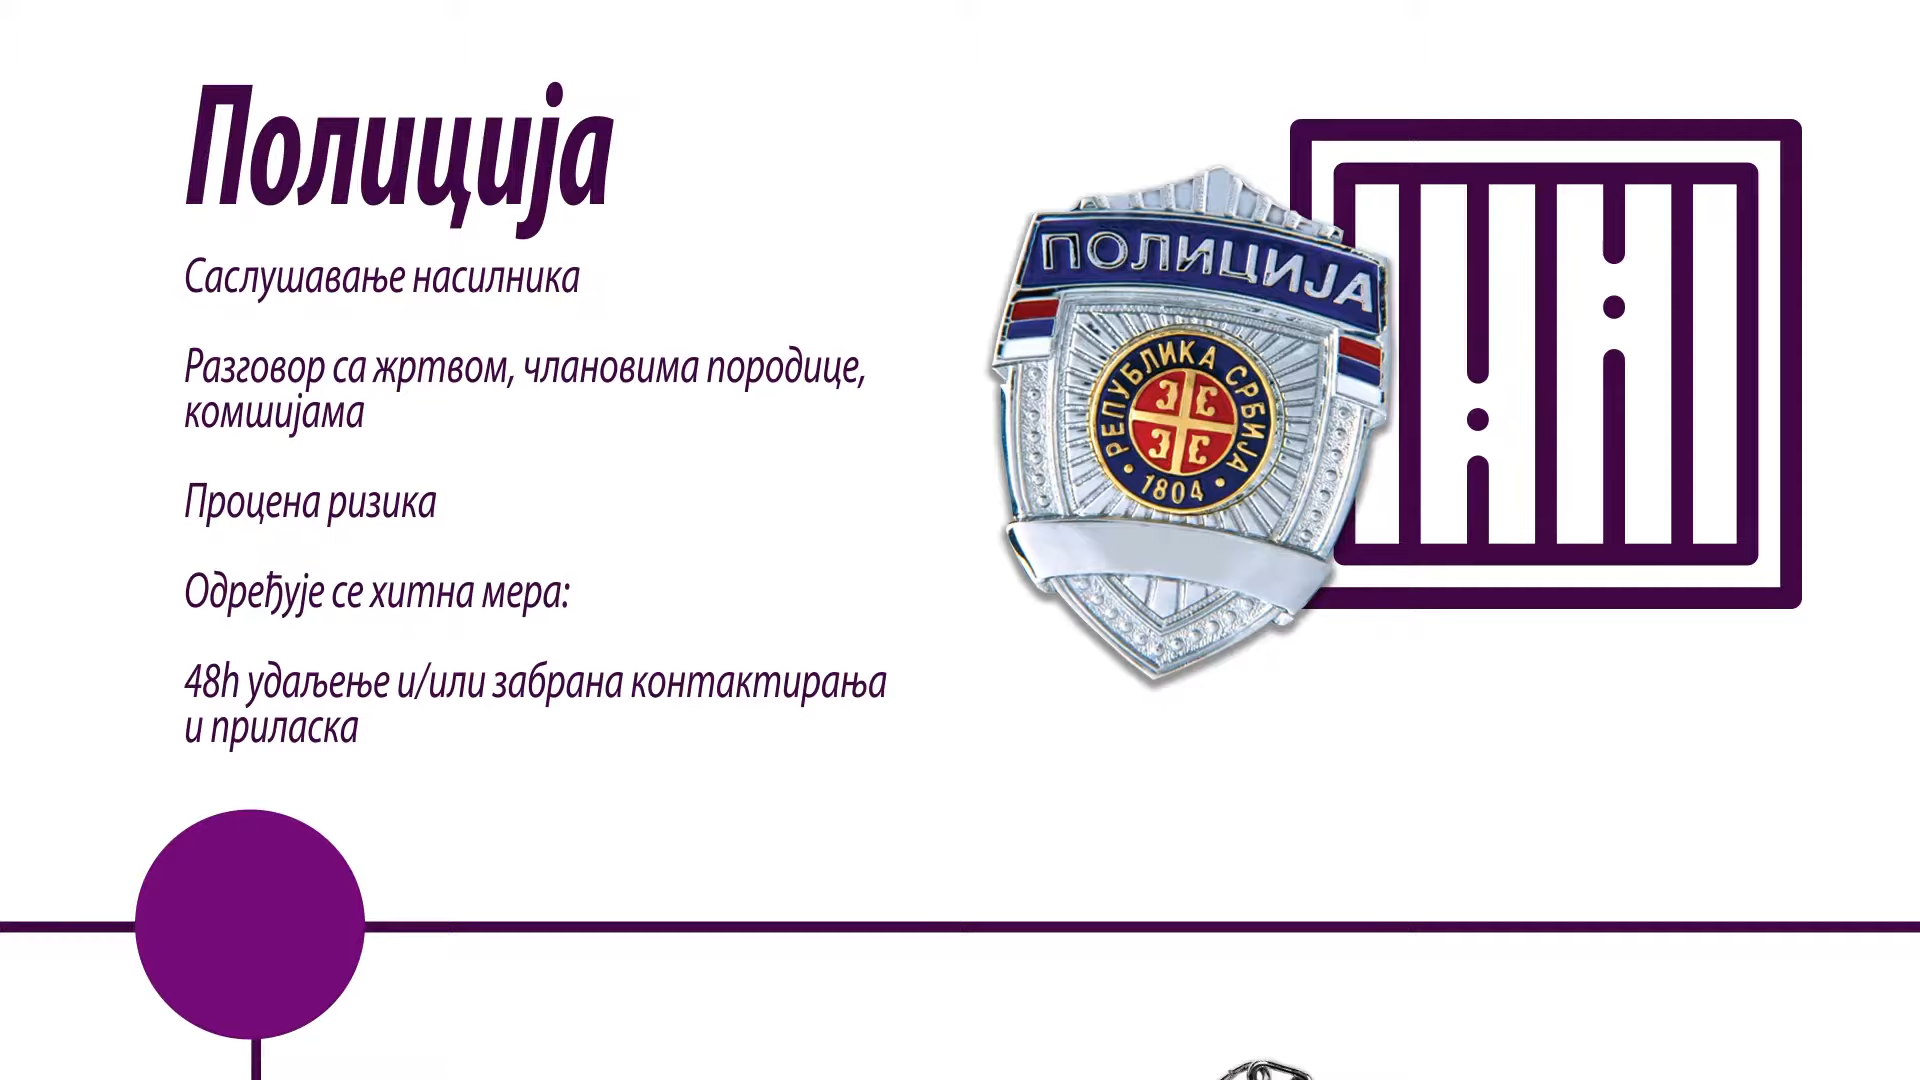 Полиција
Саслушавање насилника
Разговор са жртвом, члановима породице,
комшијама
Процена ризика
Одређује се хитна мера:
48h удаљење и/или забрана контактирања
и приласка
ПОЛИЦИЈА
РЕПУБЛИКА СРБИЈА
1804